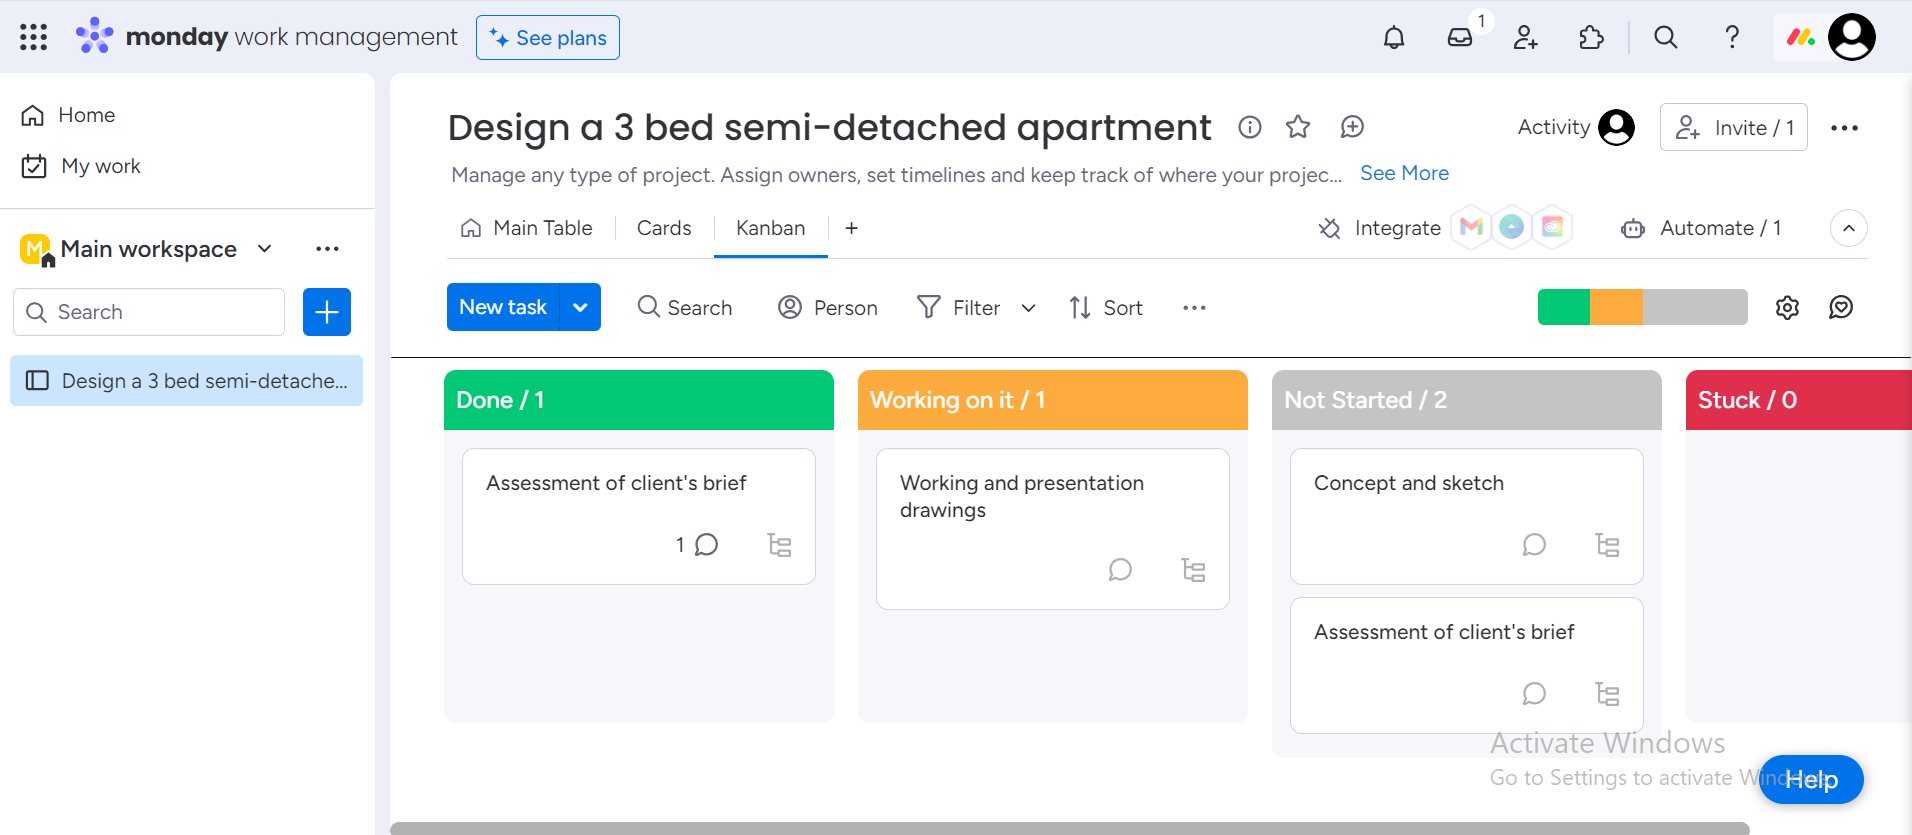 monday work management
See plans
1
Home
My work
M
Main workspace
Search
Design a 3 bed semi-detache...
Design a 3 bed semi-detached apartment
Activity
Invite / 1
Manage any type of project. Assign owners, set timelines and keep track of where your projec...
See More
Main Table
Cards
Kanban
+
Integrate
Automate / 1
New task
Search
Person
Filter
Sort
Done / 1
Working on it / 1
Not Started / 2
Stuck / 0
Assessment of client's brief
1
Working and presentation
drawings
Concept and sketch
Assessment of client's brief
Activate Windows
Go to Settings to activate Windows.
Help